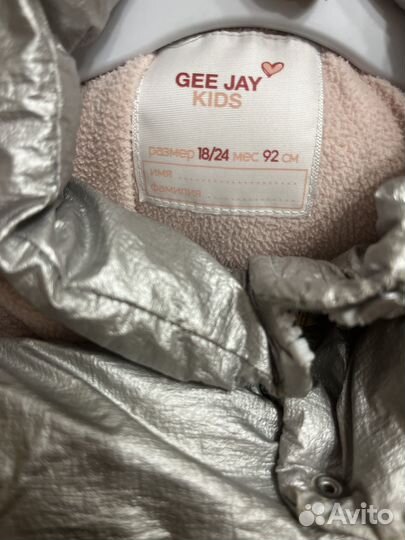 GEE JAY
KIDS
размер 18/24 мес 92 см
имя
фамилия
Avito